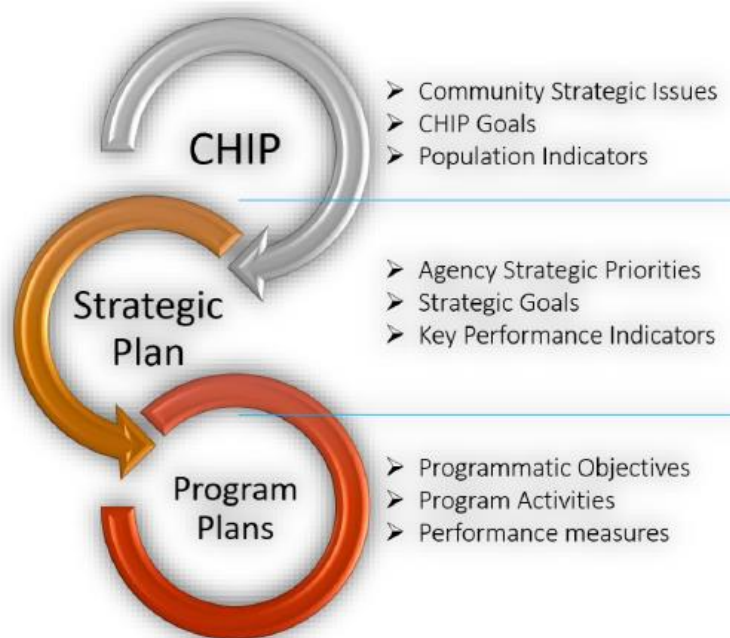 CHIP
➢ Community Strategic Issues
➢ CHIP Goals
➢ Population Indicators
Strategic
Plan
➢ Agency Strategic Priorities
➢ Strategic Goals
➢ Key Performance Indicators
Program
Plans
➢ Programmatic Objectives
➢ Program Activities
➢ Performance measures